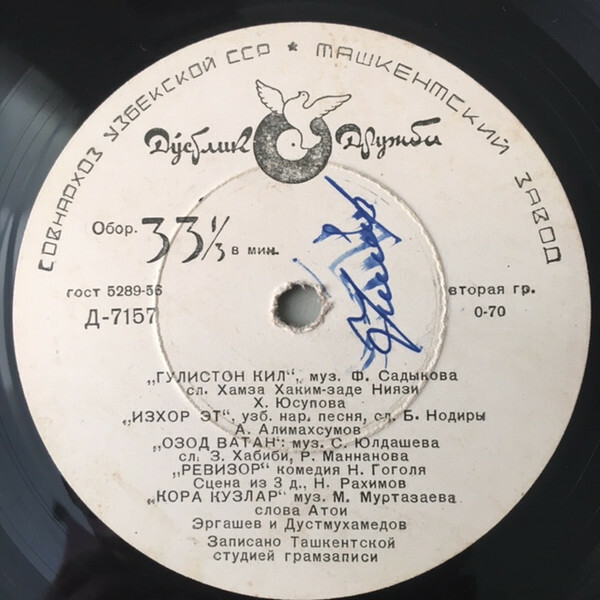 СОВНАРХОЗ УЗБЕКСКОЙ ССР * ТАШКЕНТСКИЙ ЗАВОД
Дӯстлик Дружба
Обор. 33⅓ в мин.
гост 5289-56 вторая гр.
Д-7157 0-70
„ГУЛИСТОН КИЛ", муз. Ф. Садыкова
сл. Хамза Хаким-заде Ниязи
Х. Юсупова
„ИЗХОР ЭТ", узб. нар. песня, сл. Б. Нодиры
А. Алимахсумов
„ОЗОД ВАТАН": муз. С. Юлдашева
сл. З. Хабиби, Р. Маннанова
„РЕВИЗОР" комедия Н. Гоголя
Сцена из 3 д., Н. Рахимов
„КОРА КУЗЛАР" муз. М. Муртазаева
слова Атои
Эргашев и Дустмухамедов
Записано Ташкентской
студией грамзаписи